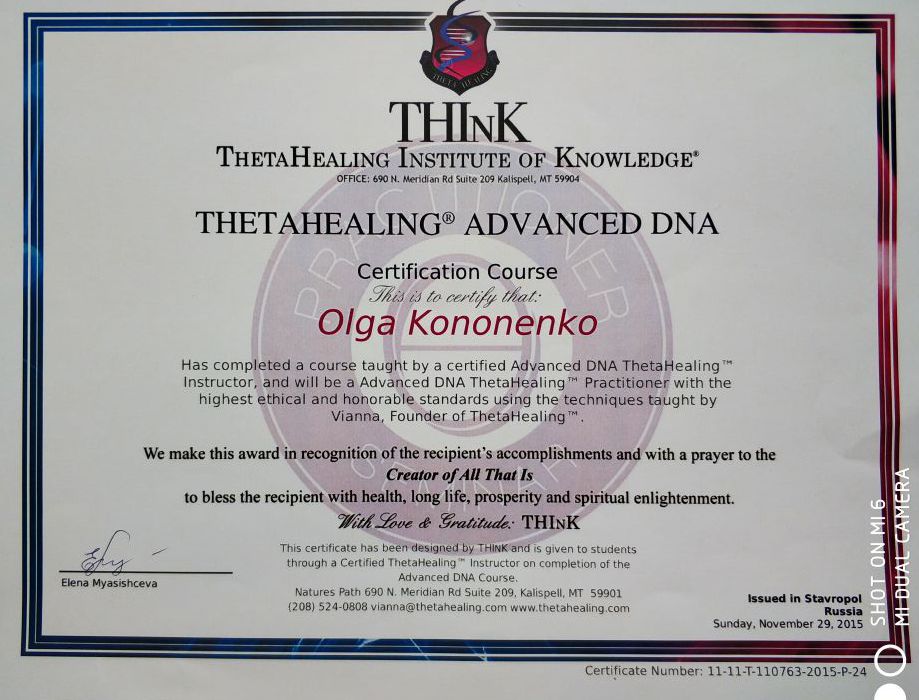 THETAHEALING
THInK
ThetaHealing Institute of Knowledge®
OFFICE: 690 N. Meridian Rd Suite 209 Kalispell, MT 59904
THETAHEALING® ADVANCED DNA
PRACTITIONER
Certification Course
This is to certify that:
Olga Kononenko
Has completed a course taught by a certified Advanced DNA ThetaHealing™
Instructor, and will be a Advanced DNA ThetaHealing™ Practitioner with the
highest ethical and honorable standards using the techniques taught by
Vianna, Founder of ThetaHealing™.
We make this award in recognition of the recipient's accomplishments and with a prayer to the
Creator of All That Is
to bless the recipient with health, long life, prosperity and spiritual enlightenment.
SEMINAR
With Love & Gratitude: THInK
This certificate has been designed by THINK and is given to students
through a Certified ThetaHealing™ Instructor on completion of the
Advanced DNA Course.
Natures Path 690 N. Meridian Rd Suite 209, Kalispell, MT 59901
(208) 524-0808 vianna@thetahealing.com www.thetahealing.com
Elena Myasishceva
Issued in Stavropol
Russia
Sunday, November 29, 2015
Certificate Number: 11-11-T-110763-2015-P-24
SHOT ON MI 6
MI DUAL CAMERA